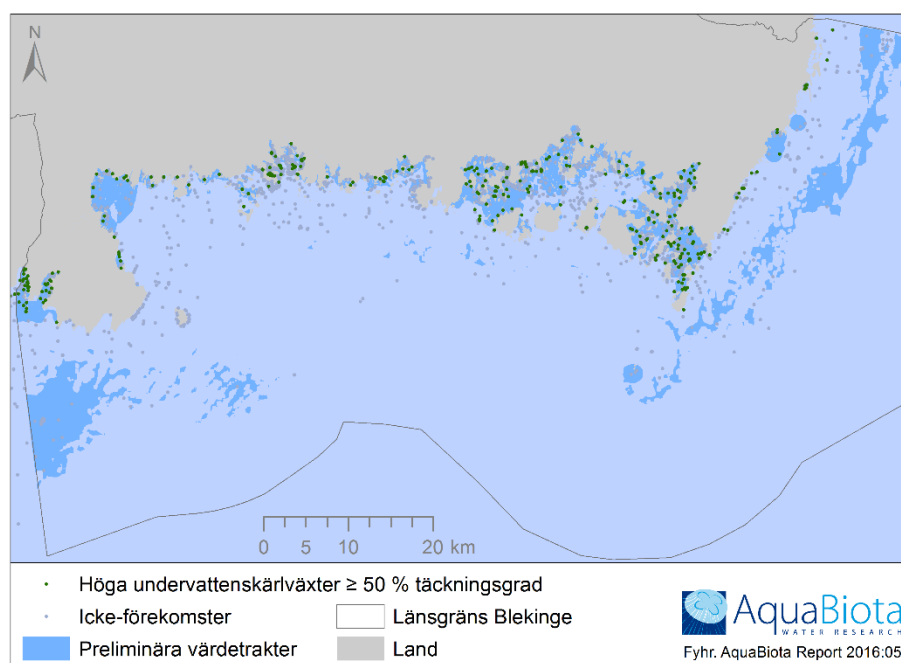 N
0 5 10 20 km
Höga undervattenskärlväxter ≥ 50 % täckningsgrad
Icke-förekomster
Länsgräns Blekinge
Preliminära värdetrakter
Land
AquaBiota
WATER RESEARCH
Fyhr. AquaBiota Report 2016:05